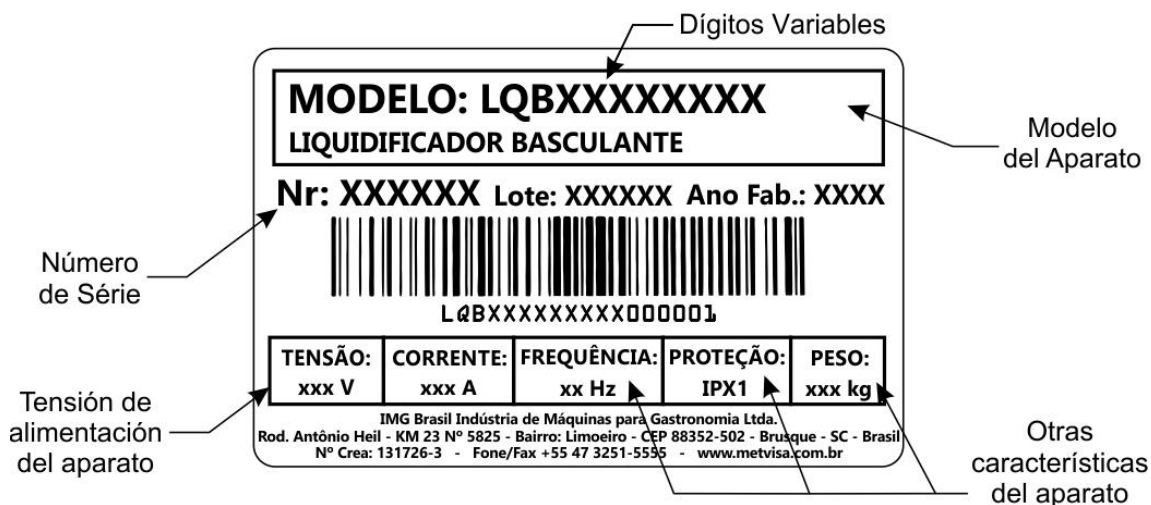 Dígitos Variables
MODELO: LQBXXXXXXXX
LIQUIDIFICADOR BASCULANTE
Modelo
del Aparato
Nr: XXXXXX Lote: XXXXXX Ano Fab.: XXXX
Número
de Série
LQBXXXXXXXXX000001
TENSÃO: CORRENTE: FREQUÊNCIA: PROTEÇÃO: PESO:
xxx V xxx A xx Hz IPX1 xxx kg
Tensión de
alimentación
del aparato
IMG Brasil Indústria de Máquinas para Gastronomia Ltda.
Rod. Antônio Heil - KM 23 Nº 5825 - Bairro: Limoeiro - CEP 88352-502 - Brusque - SC - Brasil
Nº Crea: 131726-3 - Fone/Fax +55 47 3251-5555 - www.metvisa.com.br
Otras
características
del aparato